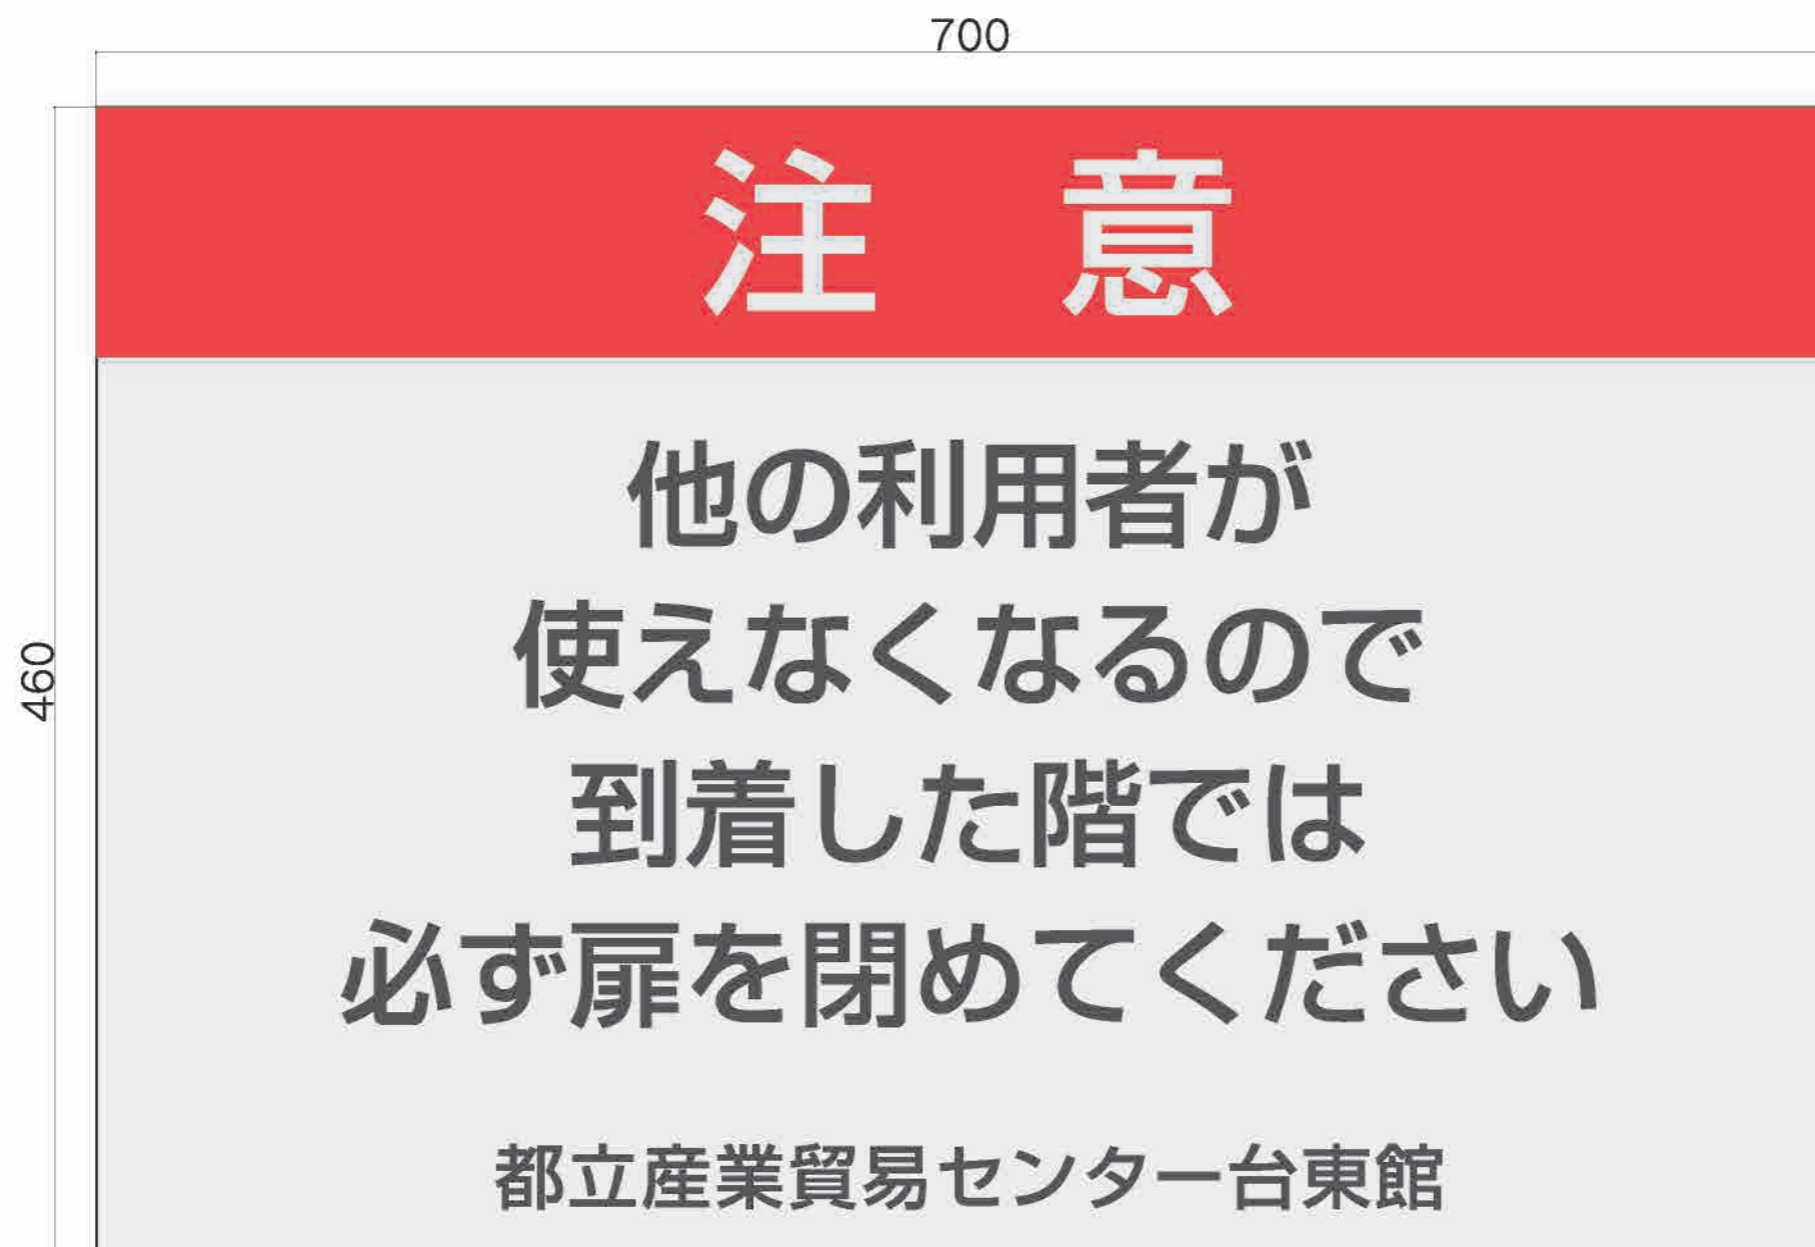 700
460
注 意
他の利用者が
使えなくなるので
到着した階では
必ず扉を閉めてください
都立産業貿易センター台東館